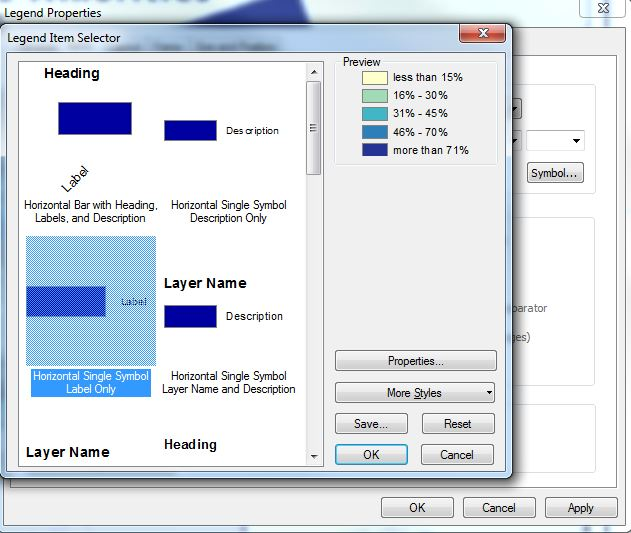 Legend Properties
Legend Item Selector
Heading
Label
Horizontal Bar with Heading,
Labels, and Description
Description
Horizontal Single Symbol
Description Only
Label
Horizontal Single Symbol
Label Only
Layer Name
Description
Horizontal Single Symbol
Layer Name and Description
Layer Name
Heading
Preview
less than 15%
16% - 30%
31% - 45%
46% - 70%
more than 71%
Properties...
More Styles
Save...
Reset
OK
Cancel
Symbol...
OK
Cancel
Apply